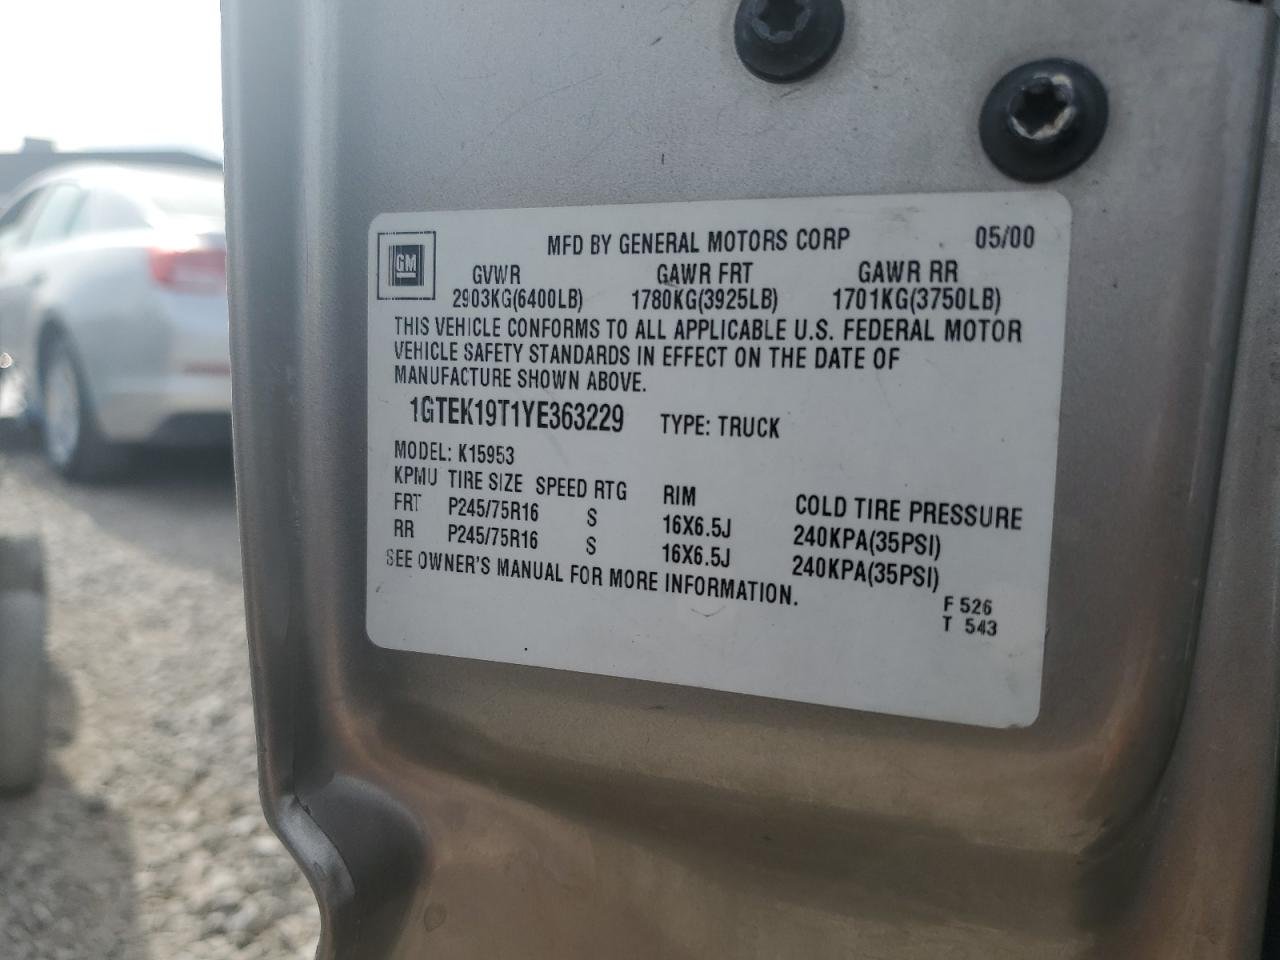 MFD BY GENERAL MOTORS CORP 05/00
GM
GVWR GAWR FRT GAWR RR
2903KG(6400LB) 1780KG(3925LB) 1701KG(3750LB)
THIS VEHICLE CONFORMS TO ALL APPLICABLE U.S. FEDERAL MOTOR
VEHICLE SAFETY STANDARDS IN EFFECT ON THE DATE OF
MANUFACTURE SHOWN ABOVE.
1GTEK19T1YE363229 TYPE: TRUCK
MODEL: K15953
KPMU TIRE SIZE SPEED RTG RIM COLD TIRE PRESSURE
FRT P245/75R16 S 16X6.5J 240KPA(35PSI)
RR P245/75R16 S 16X6.5J 240KPA(35PSI)
SEE OWNER'S MANUAL FOR MORE INFORMATION.
F 526
T 543